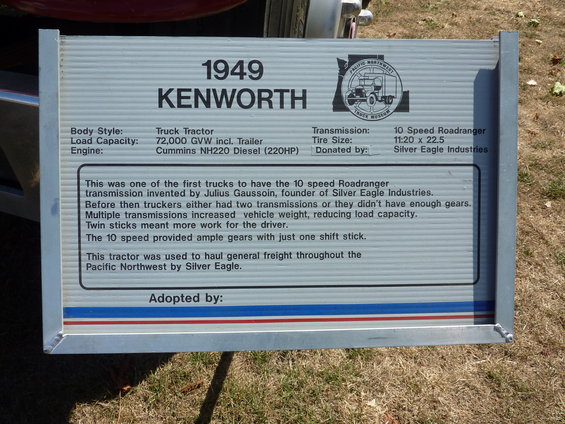 1949
KENWORTH
PACIFIC NORTHWEST
TRUCK MUSEUM
Body Style: Truck Tractor
Load Capacity: 72,000 GVW incl. Trailer
Engine: Cummins NH220 Diesel (220HP)
Transmission: 10 Speed Roadranger
Tire Size: 11:20 x 22.5
Donated by: Silver Eagle Industries
This was one of the first trucks to have the 10 speed Roadranger
transmission invented by Julius Gaussoin, founder of Silver Eagle Industries.
Before then truckers either had two transmissions or they didn't have enough gears.
Multiple transmissions increased vehicle weight, reducing load capacity.
Twin sticks meant more work for the driver.
The 10 speed provided ample gears with just one shift stick.
This tractor was used to haul general freight throughout the
Pacific Northwest by Silver Eagle.
Adopted by: